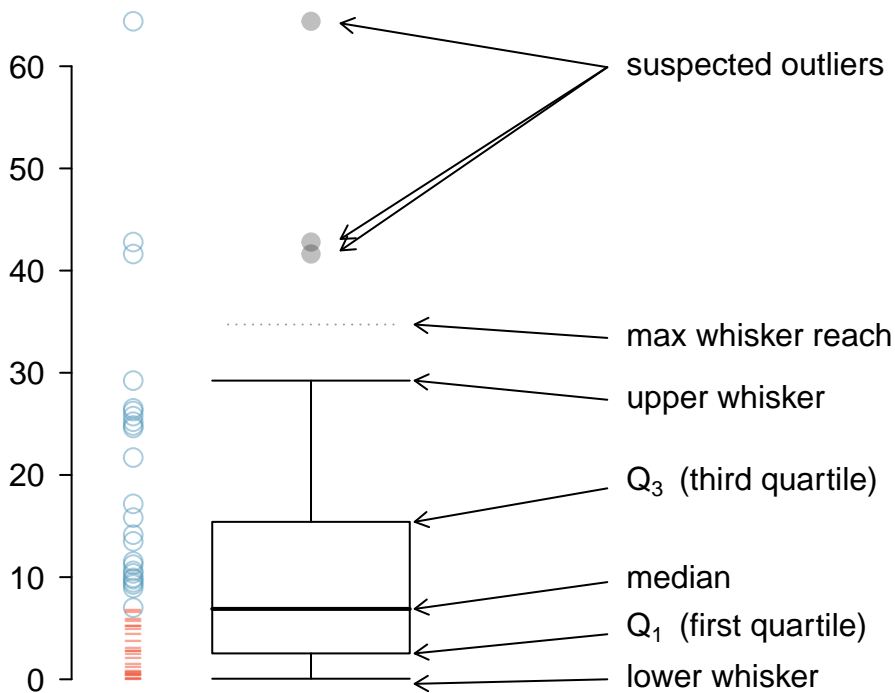 60
50
40
30
20
10
0
suspected outliers
max whisker reach
upper whisker
Q3 (third quartile)
median
Q1 (first quartile)
lower whisker